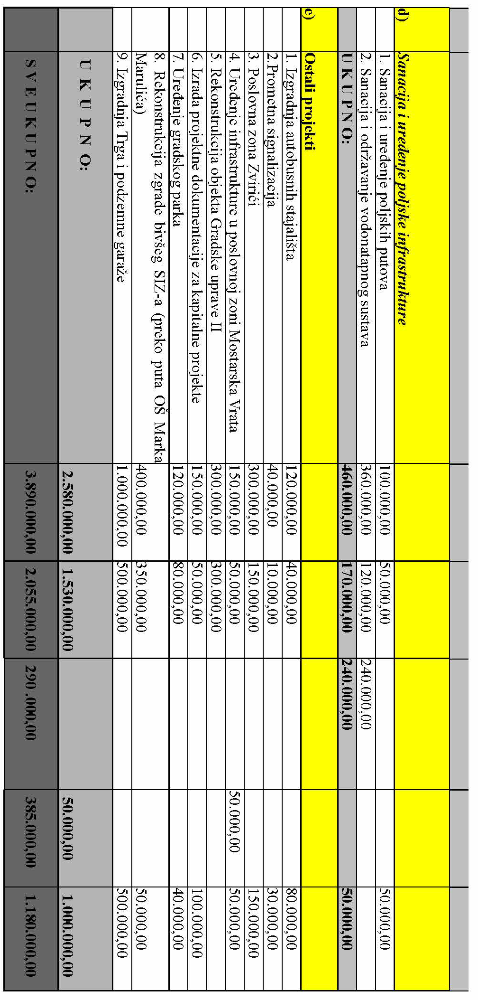 d) Sanacija i uređenje poljske infrastrukture
1. Sanacija i uređenje poljskih putova 100.000,00 50.000,00 50.000,00
2. Sanacija i održavanje vodonatapnog sustava 360.000,00 120.000,00 240.000,00
U K U P N O: 460.000,00 170.000,00 240.000,00 50.000,00
e) Ostali projekti
1. Izgradnja autobusnih stajališta 120.000,00 40.000,00 80.000,00
2.Prometna signalizacija 40.000,00 10.000,00 30.000,00
3. Poslovna zona Zvirići 300.000,00 150.000,00 150.000,00
4. Uređenje infrastrukture u poslovnoj zoni Mostarska Vrata 150.000,00 50.000,00 50.000,00 50.000,00
5. Rekonstrukcija objekta Gradske uprave II 300.000,00 300.000,00
6. Izrada projektne dokumentacije za kapitalne projekte 150.000,00 50.000,00 100.000,00
7. Uređenje gradskog parka 120.000,00 80.000,00 40.000,00
8. Rekonstrukcija zgrade bivšeg SIZ-a (preko puta OŠ Marka
Marulića) 400.000,00 350.000,00 50.000,00
9. Izgradnja Trga i podzemne garaže 1.000.000,00 500.000,00 500.000,00
U K U P N O:
2.580.000,00 1.530.000,00 50.000,00 1.000.000,00
S V E U K U P N O: 3.890.000,00 2.055.000,00 290 .000,00 385.000,00 1.180.000,00